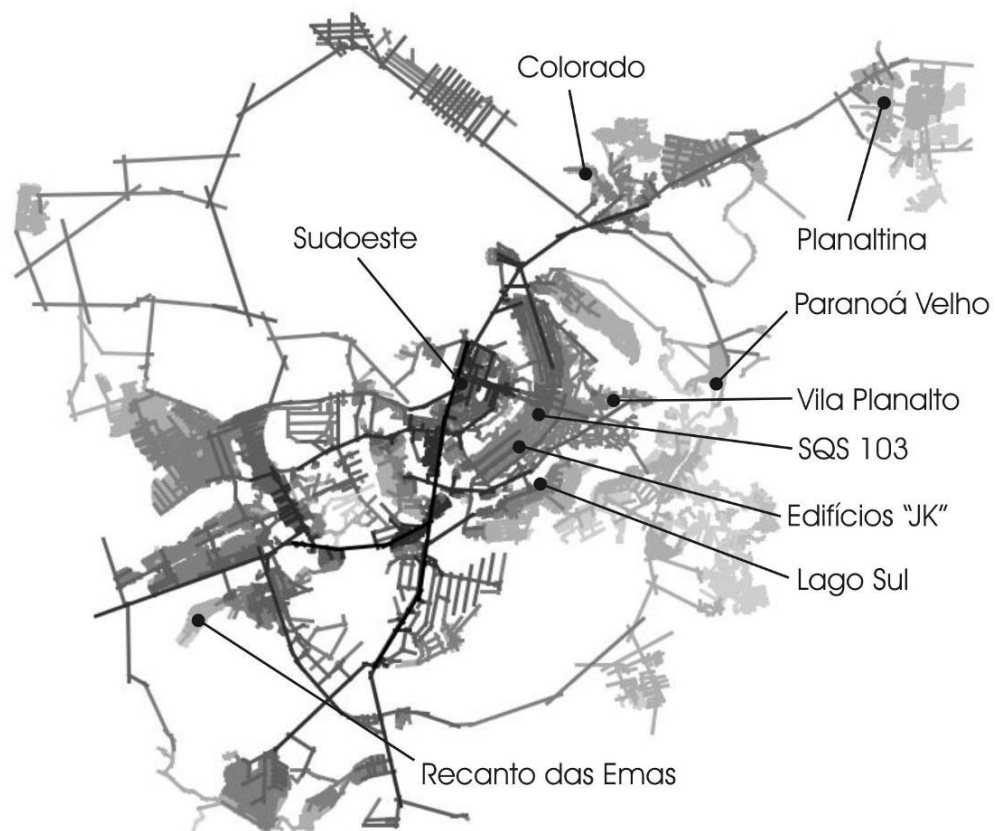 Colorado
Sudoeste
Planaltina
Paranoá Velho
Vila Planalto
SQS 103
Edifícios “JK”
Lago Sul
Recanto das Emas